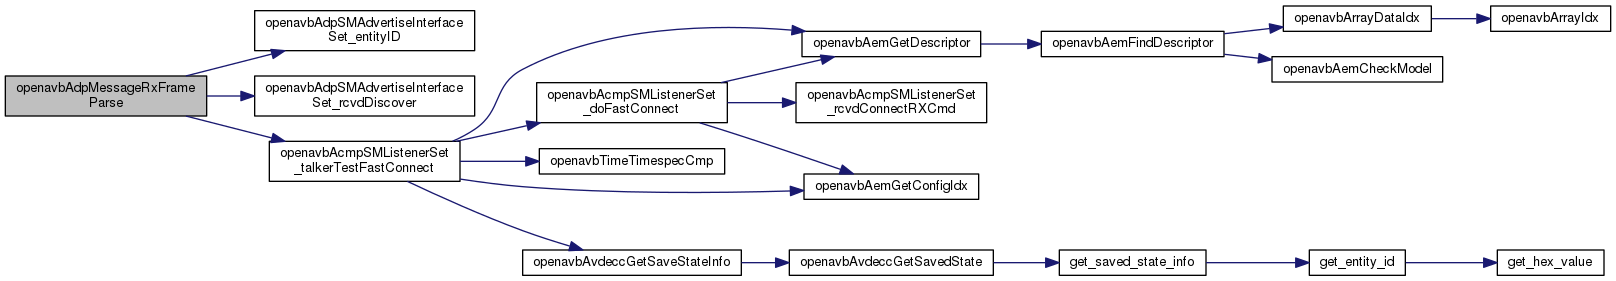 openavbAdpMessageRxFrame
Parse
openavbAdpSMAdvertiseInterface
Set_entityID
openavbAdpSMAdvertiseInterface
Set_rcvdDiscover
openavbAcmpSMListenerSet
_talkerTestFastConnect
openavbAcmpSMListenerSet
_doFastConnect
openavbTimeTimespecCmp
openavbAvdeccGetSaveStateInfo
openavbAemGetDescriptor
openavbAcmpSMListenerSet
_rcvdConnectRXCmd
openavbAemGetConfigIdx
openavbAvdeccGetSavedState
openavbAemFindDescriptor
get_saved_state_info
openavbArrayDataIdx
openavbAemCheckModel
get_entity_id
openavbArrayIdx
get_hex_value